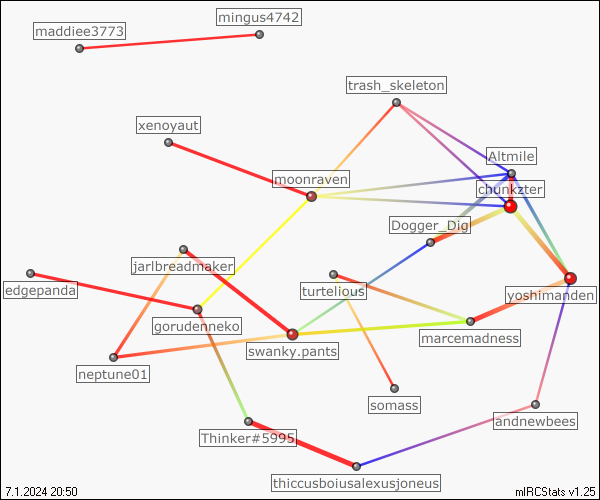 mingus4742
maddiee3773
trash_skeleton
xenoyaut
Altmile
moonraven
chunkzter
Dogger_Dig
jarlbreadmaker
edgepanda
turtelious
yoshimanden
gorudenneko
marcemadness
swanky.pants
neptune01
somass
andnewbees
Thinker#5995
thiccusboiusalexusjoneus
7.1.2024 20:50
mIRCStats v1.25